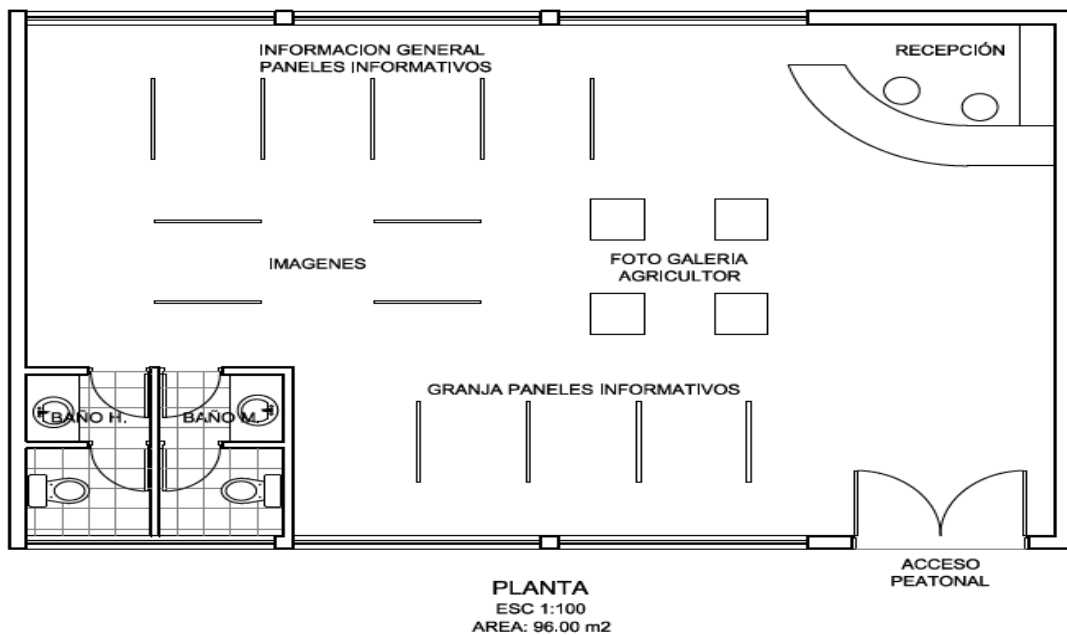 INFORMACION GENERAL
PANELES INFORMATIVOS
RECEPCIÓN
IMAGENES
FOTO GALERIA
AGRICULTOR
GRANJA PANELES INFORMATIVOS
BAÑO H.
BAÑO M.
ACCESO
PEATONAL
PLANTA
ESC 1:100
AREA: 96.00 m2